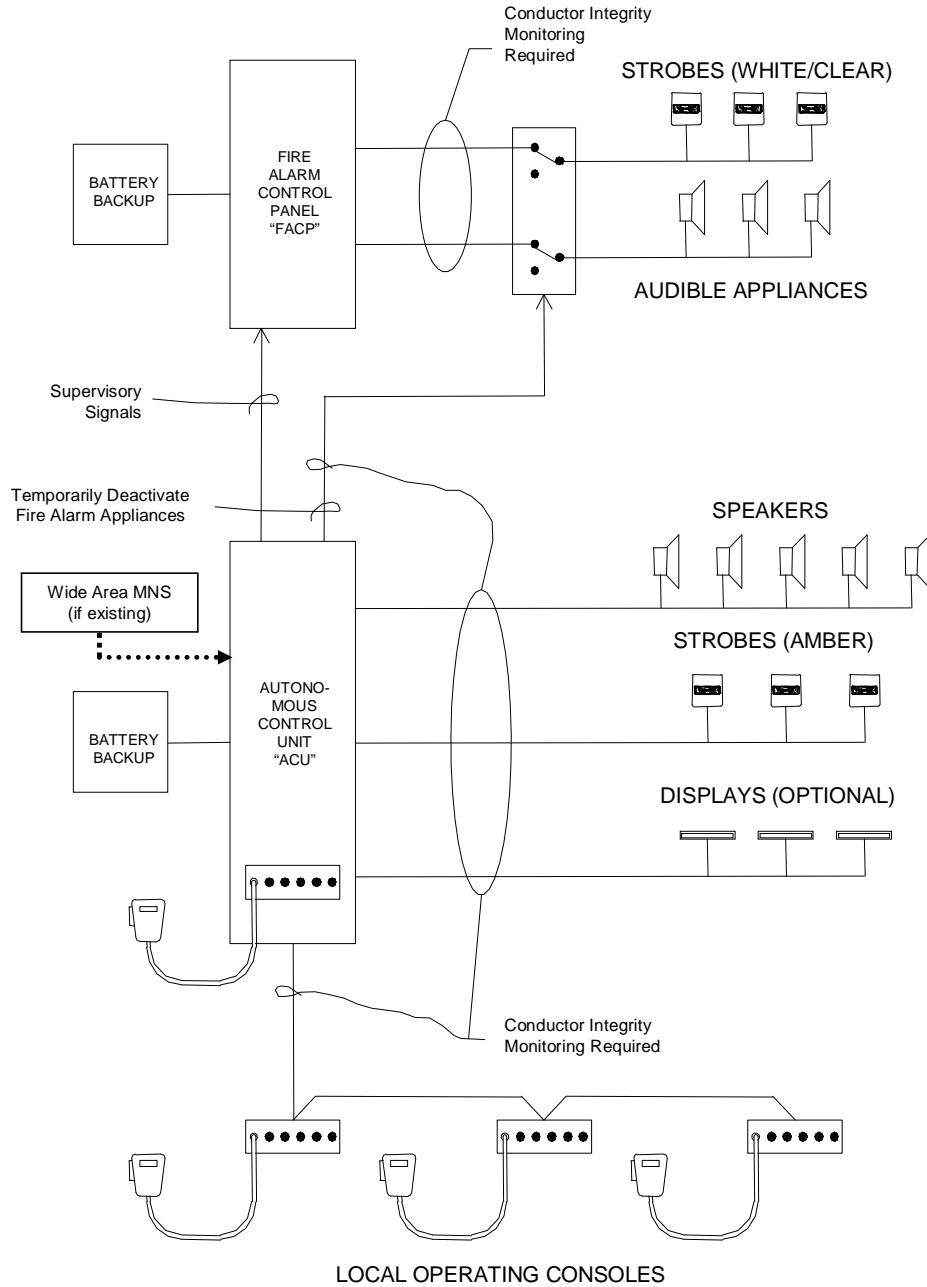 Conductor Integrity
Monitoring
Required
STROBES (WHITE/CLEAR)
FIRE
ALARM
CONTROL
PANEL
“FACP”
BATTERY
BACKUP
AUDIBLE APPLIANCES
Supervisory
Signals
Temporarily Deactivate
Fire Alarm Appliances
SPEAKERS
Wide Area MNS
(if existing)
STROBES (AMBER)
AUTONO-
MOUS
CONTROL
UNIT
“ACU”
BATTERY
BACKUP
DISPLAYS (OPTIONAL)
Conductor Integrity
Monitoring Required
LOCAL OPERATING CONSOLES